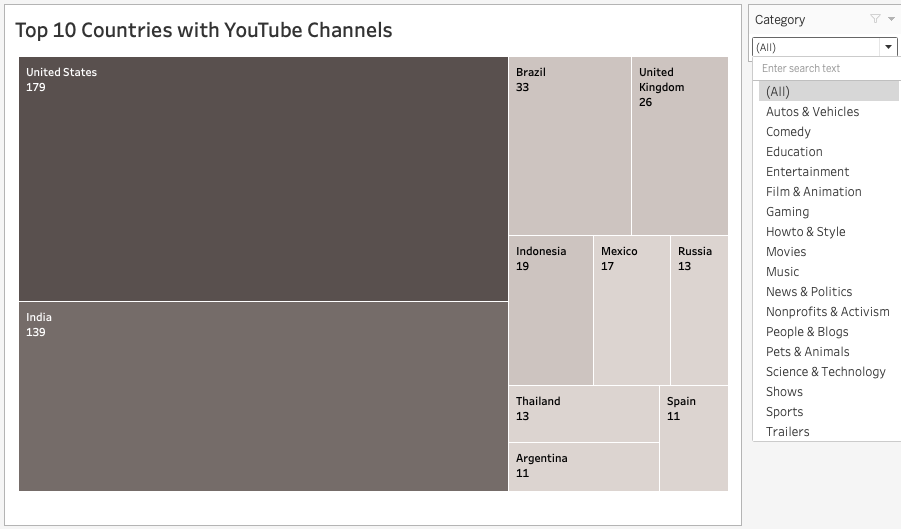 Top 10 Countries with YouTube Channels
United States
179
India
139
Brazil
33
United
Kingdom
26
Indonesia
19
Mexico
17
Russia
13
Thailand
13
Argentina
11
Spain
11
Category
(All)
Enter search text
(All)
Autos & Vehicles
Comedy
Education
Entertainment
Film & Animation
Gaming
Howto & Style
Movies
Music
News & Politics
Nonprofits & Activism
People & Blogs
Pets & Animals
Science & Technology
Shows
Sports
Trailers